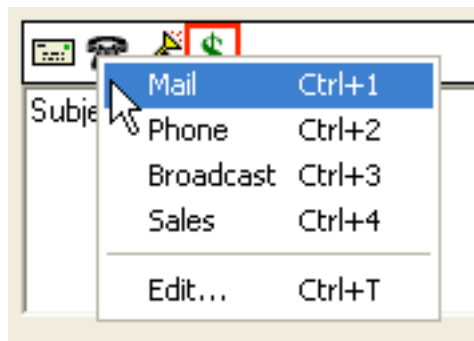 Subje
Mail Ctrl+1
Phone Ctrl+2
Broadcast Ctrl+3
Sales Ctrl+4
Edit... Ctrl+T